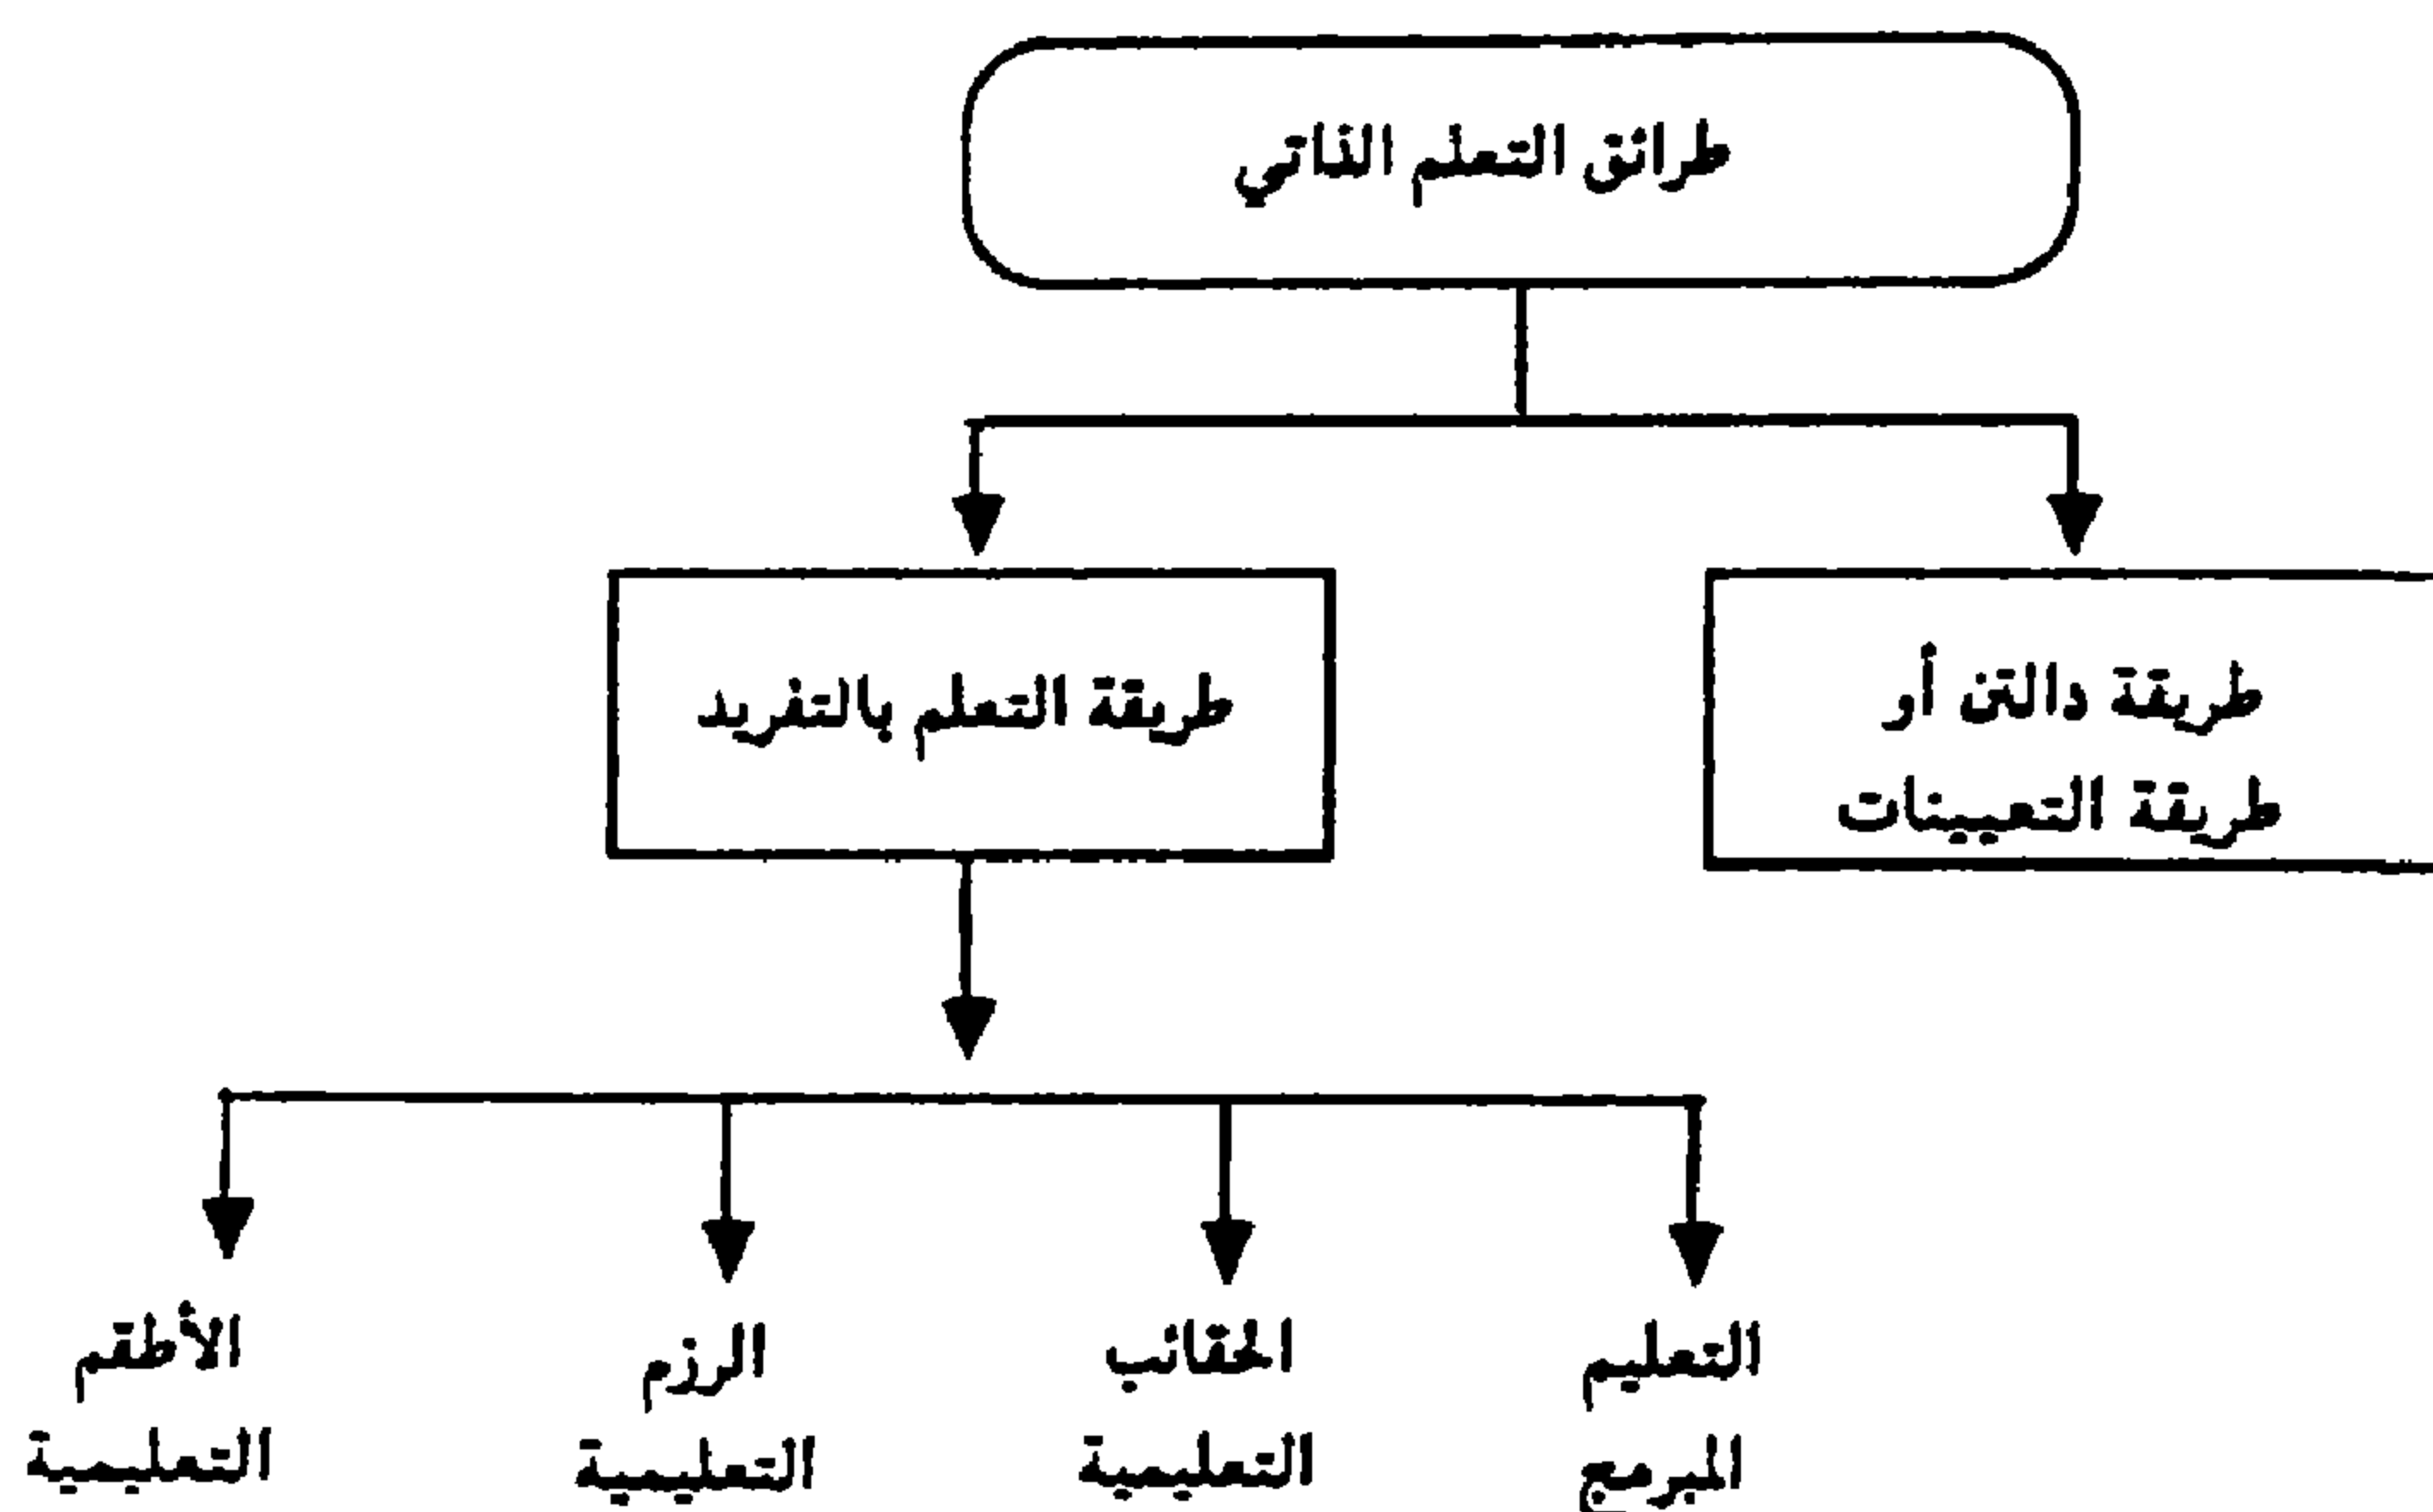 طرائق التعلم الذاتي
طريقة دالتن أو
طريقة التعيينات
طريقة التعلم بالتفريد
التعليم
المبرمج
الحقائب
التعليمية
الرزم
التعليمية
الأطقم
التعليمية